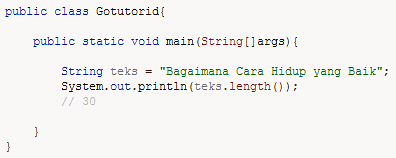 public class Gotutorid{
public static void main(String[]args){
String teks = "Bagaimana Cara Hidup yang Baik";
System.out.println(teks.length());
// 30
}
}